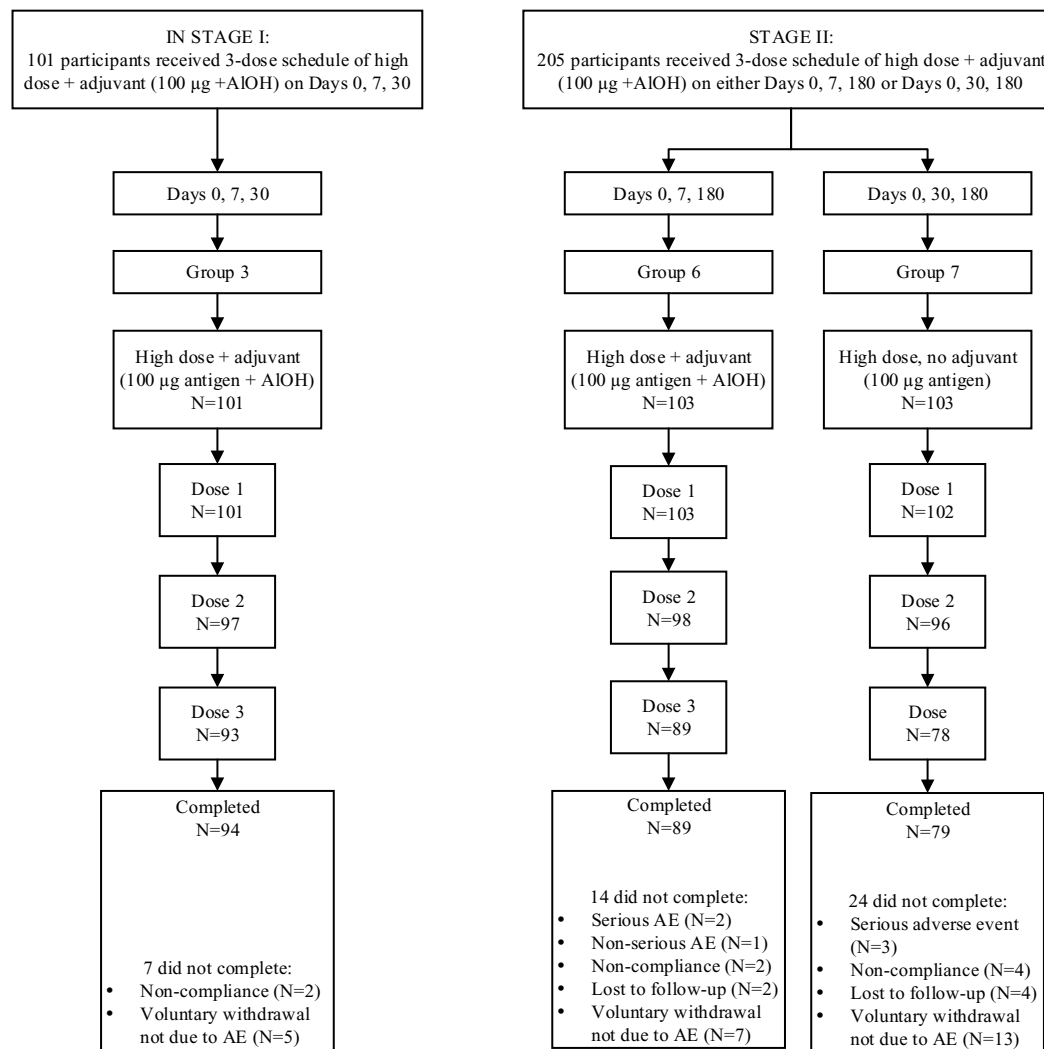 IN STAGE I:
101 participants received 3-dose schedule of high
dose + adjuvant (100 µg +AlOH) on Days 0, 7, 30
Days 0, 7, 30
Group 3
High dose + adjuvant
(100 µg antigen + AlOH)
N=101
Dose 1
N=101
Dose 2
N=97
Dose 3
N=93
Completed
N=94
7 did not complete:
• Non-compliance (N=2)
• Voluntary withdrawal
not due to AE (N=5)
STAGE II:
205 participants received 3-dose schedule of high dose + adjuvant
(100 µg +AlOH) on either Days 0, 7, 180 or Days 0, 30, 180
Days 0, 7, 180
Group 6
High dose + adjuvant
(100 µg antigen + AlOH)
N=103
Dose 1
N=103
Dose 2
N=98
Dose 3
N=89
Completed
N=89
14 did not complete:
• Serious AE (N=2)
• Non-serious AE (N=1)
• Non-compliance (N=2)
• Lost to follow-up (N=2)
• Voluntary withdrawal
not due to AE (N=7)
Days 0, 30, 180
Group 7
High dose, no adjuvant
(100 µg antigen)
N=103
Dose 1
N=102
Dose 2
N=96
Dose
N=78
Completed
N=79
24 did not complete:
• Serious adverse event
(N=3)
• Non-compliance (N=4)
• Lost to follow-up (N=4)
• Voluntary withdrawal
not due to AE (N=13)